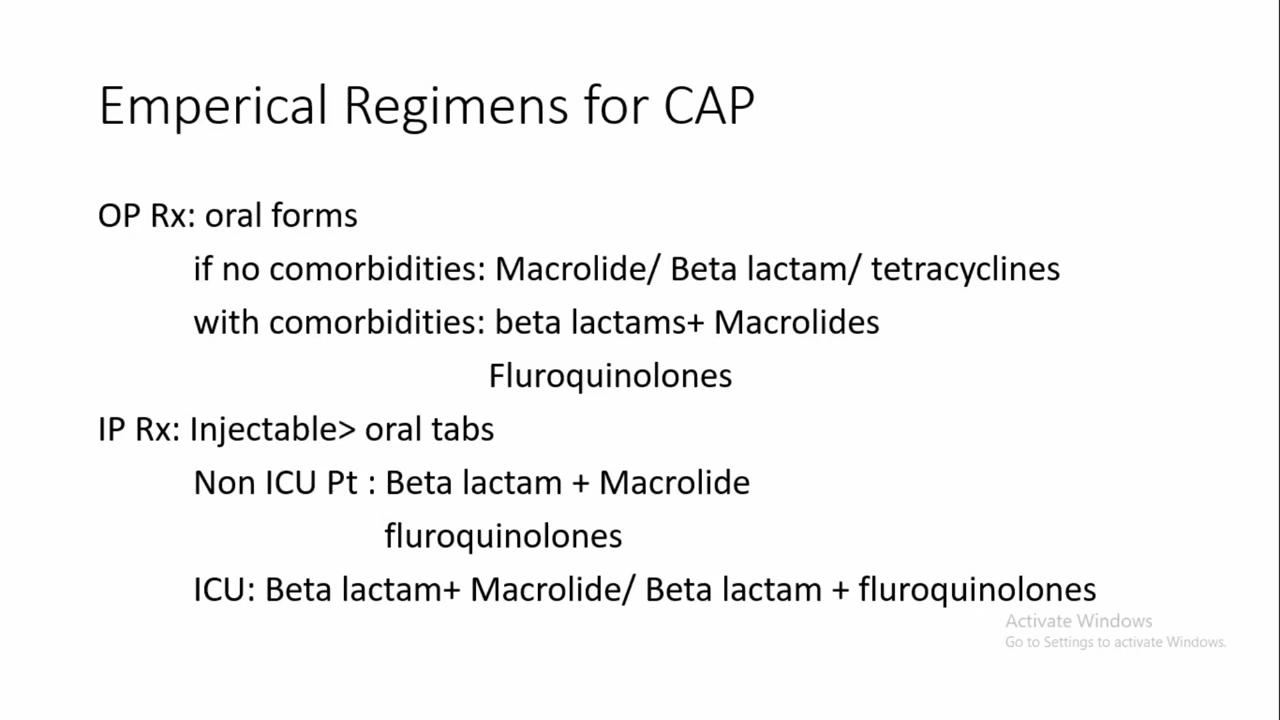 Emperical Regimens for CAP
OP Rx: oral forms
if no comorbidities: Macrolide/ Beta lactam/ tetracyclines
with comorbidities: beta lactams+ Macrolides
Fluroquinolones
IP Rx: Injectable> oral tabs
Non ICU Pt : Beta lactam + Macrolide
fluroquinolones
ICU: Beta lactam+ Macrolide/ Beta lactam + fluroquinolones
Activate Windows
Go to Settings to activate Windows.